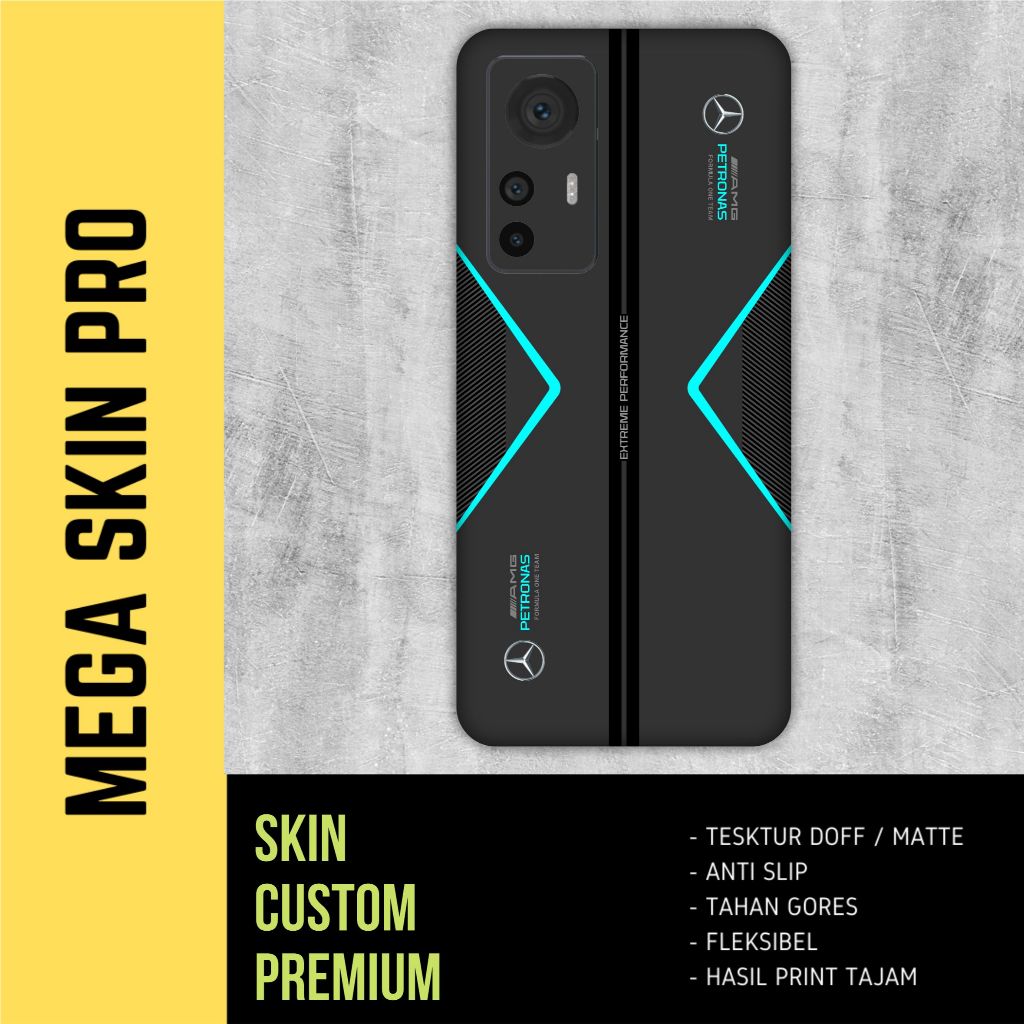 MEGA SKIN PRO
AMG
PETRONAS
FORMULA ONE TEAM
EXTREME PERFORMANCE
AMG
PETRONAS
FORMULA ONE TEAM
SKIN
CUSTOM
PREMIUM
- TESKTUR DOFF / MATTE
- ANTI SLIP
- TAHAN GORES
- FLEKSIBEL
- HASIL PRINT TAJAM